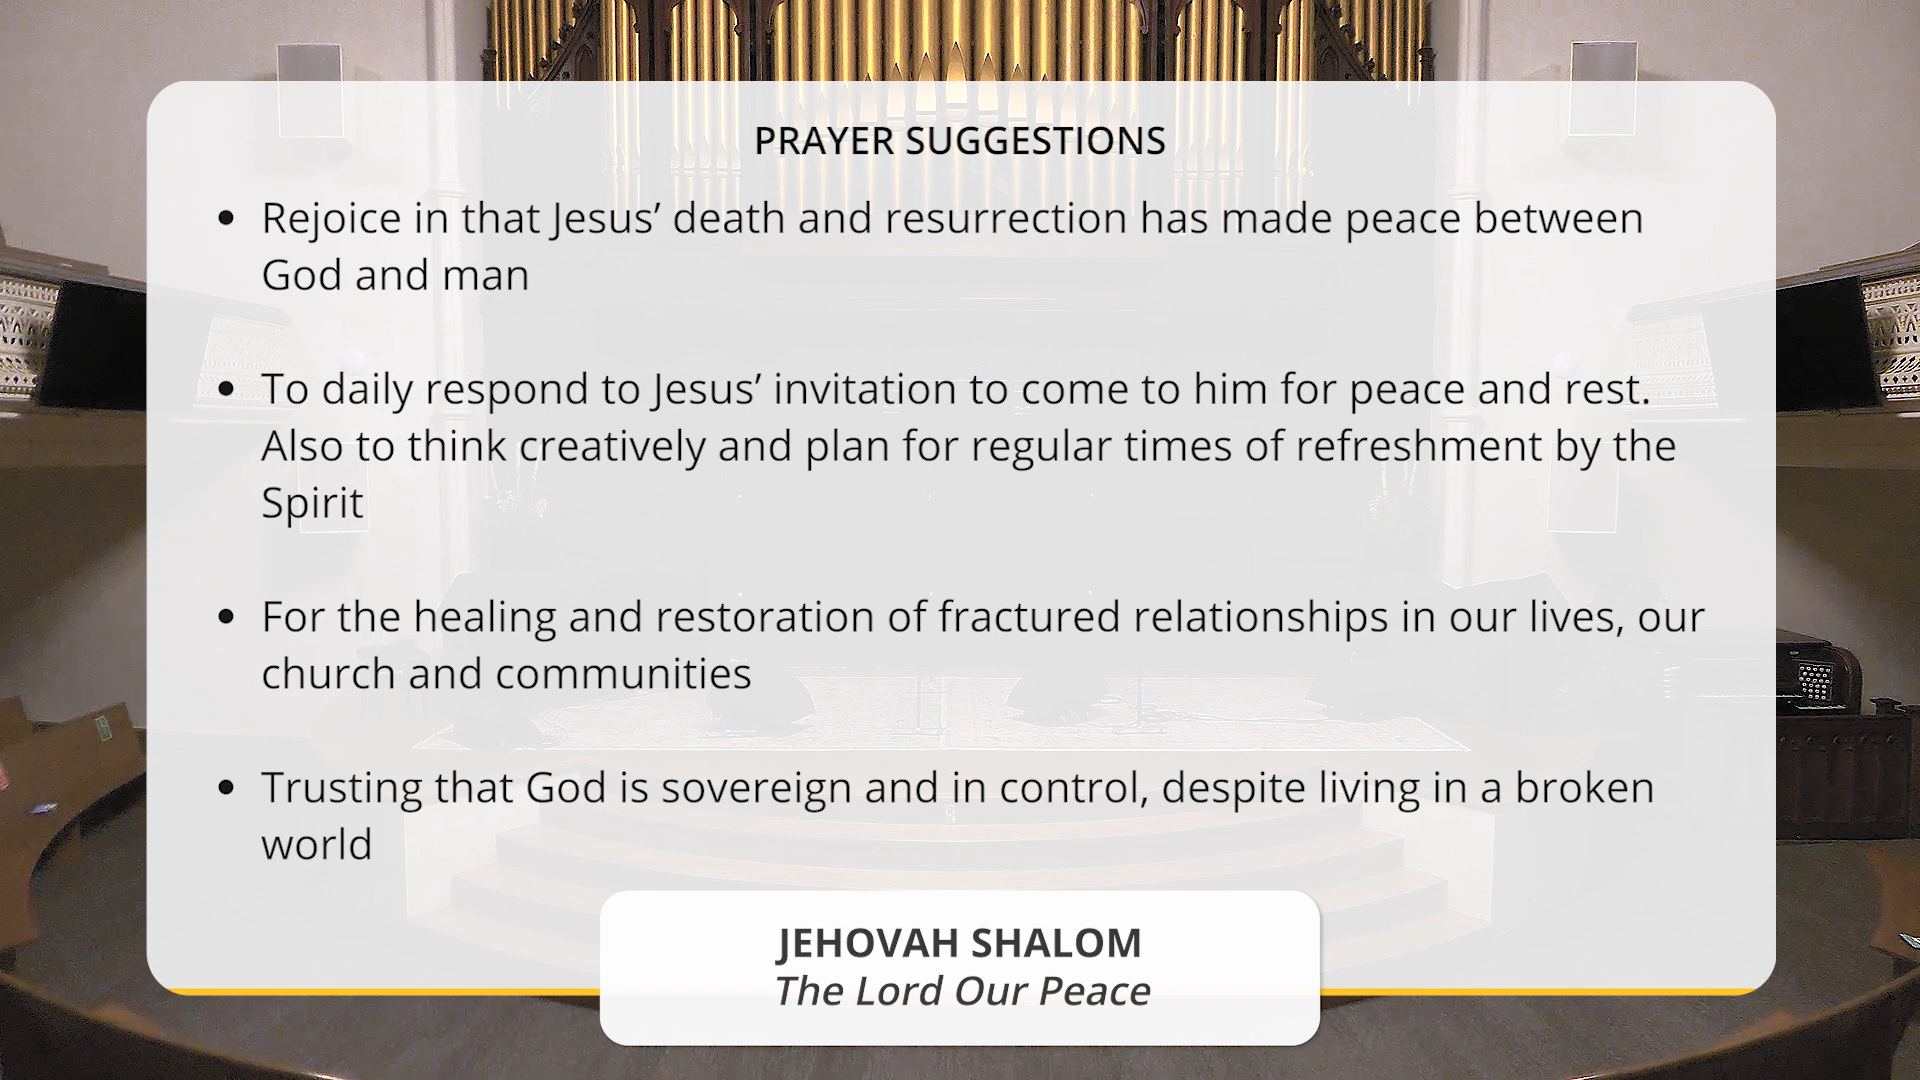 PRAYER SUGGESTIONS
• Rejoice in that Jesus’ death and resurrection has made peace between
God and man
• To daily respond to Jesus’ invitation to come to him for peace and rest.
Also to think creatively and plan for regular times of refreshment by the
Spirit
• For the healing and restoration of fractured relationships in our lives, our
church and communities
• Trusting that God is sovereign and in control, despite living in a broken
world
JEHOVAH SHALOM
The Lord Our Peace